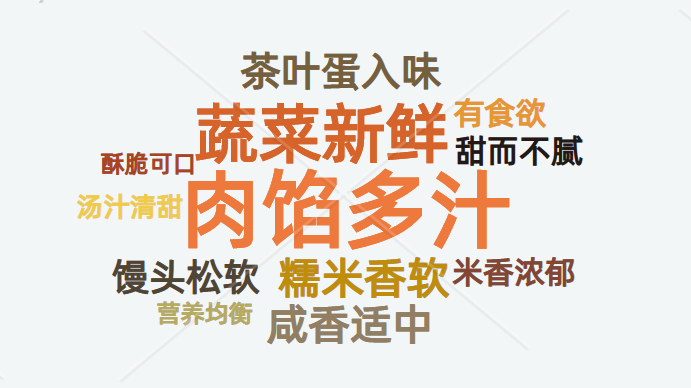 茶叶蛋入味
蔬菜新鲜
有食欲
甜而不腻
酥脆可口
肉馅多汁
汤汁清甜
馒头松软
糯米香软
米香浓郁
营养均衡
咸香适中